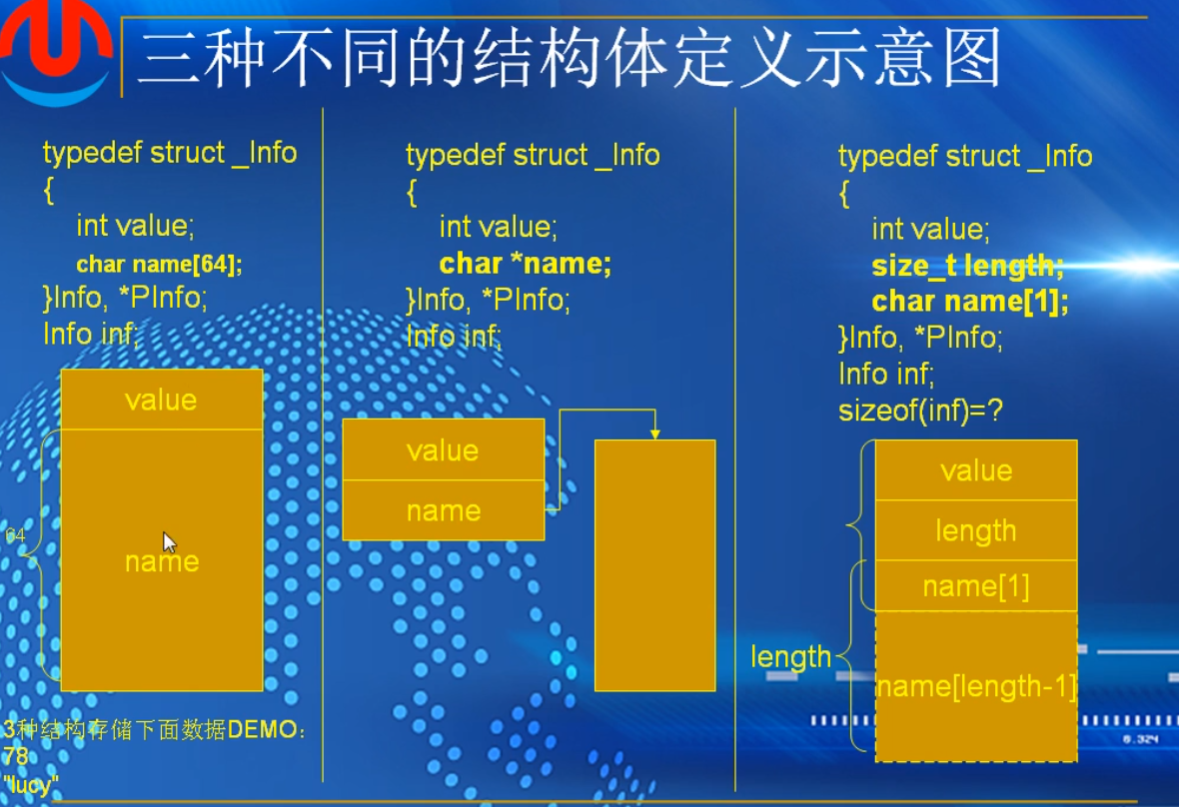 三种不同的结构体定义示意图
typedef struct _Info
{
int value;
char name[64];
}Info, *PInfo;
Info inf;
value
64
name
3种结构存储下面数据DEMO：
78
"lucy"
typedef struct _Info
{
int value;
char *name;
}Info, *PInfo;
Info inf;
value
name
typedef struct _Info
{
int value;
size_t length;
char name[1];
}Info, *PInfo;
Info inf;
sizeof(inf)=?
value
length
name[1]
length
name[length-1]
0.324